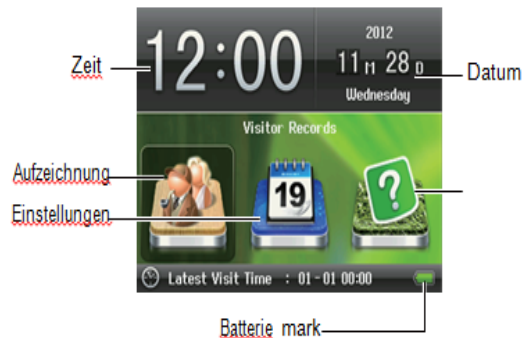 12:00
2012
11 M 28 D
Wednesday
Zeit
Datum
Visitor Records
Aufzeichnung
Einstellungen
19
?
Latest Visit Time : 01-01 00:00
Batterie mark